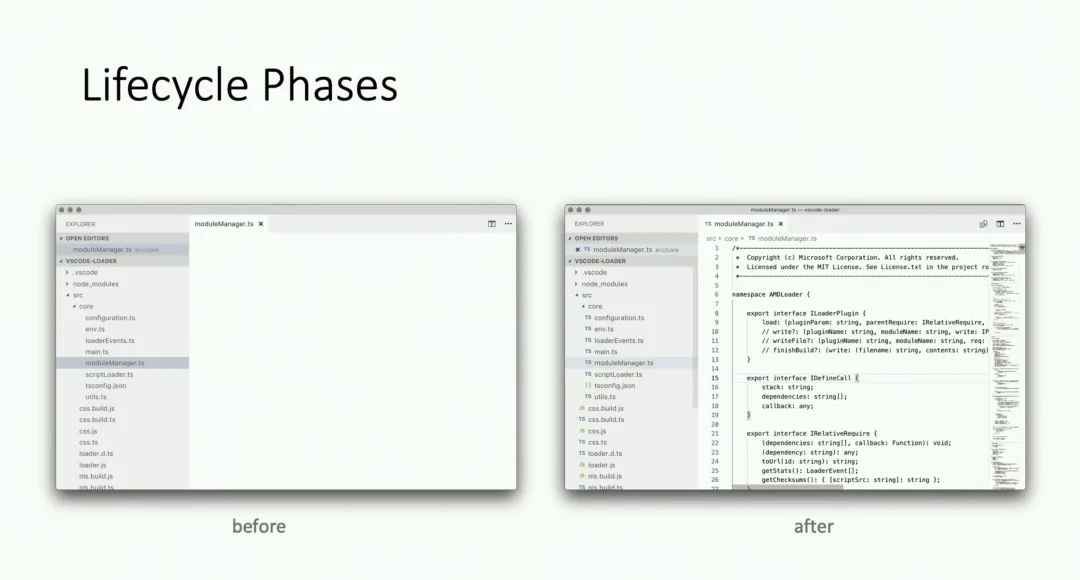 Lifecycle Phases
EXPLORER
OPEN EDITORS
moduleManager.ts src/core
VSCODE-LOADER
.vscode
node_modules
src
core
configuration.ts
env.ts
loaderEvents.ts
main.ts
moduleManager.ts
scriptLoader.ts
tsconfig.json
utils.ts
css.build.js
css.build.ts
css.js
css.ts
loader.d.ts
loader.js
nls.build.js
nls.build.ts
moduleManager.ts
before
moduleManager.ts — vscode-loader
EXPLORER
OPEN EDITORS
TS moduleManager.ts src/core
VSCODE-LOADER
.vscode
node_modules
src
core
TS configuration.ts
TS env.ts
TS loaderEvents.ts
TS main.ts
TS moduleManager.ts
TS scriptLoader.ts
{ } tsconfig.json
TS utils.ts
JS css.build.js
TS css.build.ts
JS css.js
TS css.ts
TS loader.d.ts
JS loader.js
JS nls.build.js
TS nls.build.ts
TS moduleManager.ts
src › core › TS moduleManager.ts
1 /*---------------------------------------------
2 * Copyright (c) Microsoft Corporation. All rights reserved.
3 * Licensed under the MIT License. See License.txt in the project ro
4 *---------------------------------------------
5
6 namespace AMDLoader {
7
8 export interface ILoaderPlugin {
9 load: (pluginParam: string, parentRequire: IRelativeRequire,
10 // write?: (pluginName: string, moduleName: string, write: IP
11 // writeFile?: (pluginName: string, moduleName: string, req:
12 // finishBuild?: (write: (filename: string, contents: string)
13 }
14
15 export interface IDefineCall {
16 stack: string;
17 dependencies: string[];
18 callback: any;
19 }
20
21 export interface IRelativeRequire {
22 (dependencies: string[], callback: Function): void;
23 (dependency: string): any;
24 toUrl(id: string): string;
25 getStats(): LoaderEvent[];
26 getChecksums(): { [scriptSrc: string]: string };
27 }
after